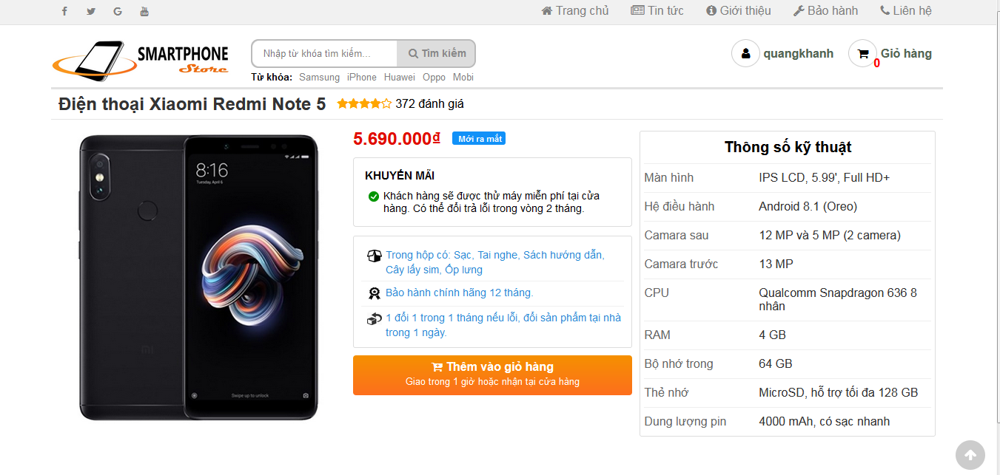 Trang chủ Tin tức Giới thiệu Bảo hành Liên hệ
SMARTPHONE
Store
Nhập từ khóa tìm kiếm... Tìm kiếm
Từ khóa: Samsung iPhone Huawei Oppo Mobi
quangkhanh
0 Giỏ hàng
Điện thoại Xiaomi Redmi Note 5 372 đánh giá
8:16
Tuesday, April 6
Swipe up to unlock
5.690.000₫ Mới ra mắt
KHUYẾN MÃI
Khách hàng sẽ được thử máy miễn phí tại cửa
hàng. Có thể đổi trả lỗi trong vòng 2 tháng.
Trong hộp có: Sạc, Tai nghe, Sách hướng dẫn,
Cây lấy sim, Ốp lưng
Bảo hành chính hãng 12 tháng.
1 đổi 1 trong 1 tháng nếu lỗi, đổi sản phẩm tại nhà
trong 1 ngày.
Thêm vào giỏ hàng
Giao trong 1 giờ hoặc nhận tại cửa hàng
Thông số kỹ thuật
Màn hình IPS LCD, 5.99', Full HD+
Hệ điều hành Android 8.1 (Oreo)
Camara sau 12 MP và 5 MP (2 camera)
Camara trước 13 MP
CPU Qualcomm Snapdragon 636 8
nhân
RAM 4 GB
Bộ nhớ trong 64 GB
Thẻ nhớ MicroSD, hỗ trợ tối đa 128 GB
Dung lượng pin 4000 mAh, có sạc nhanh